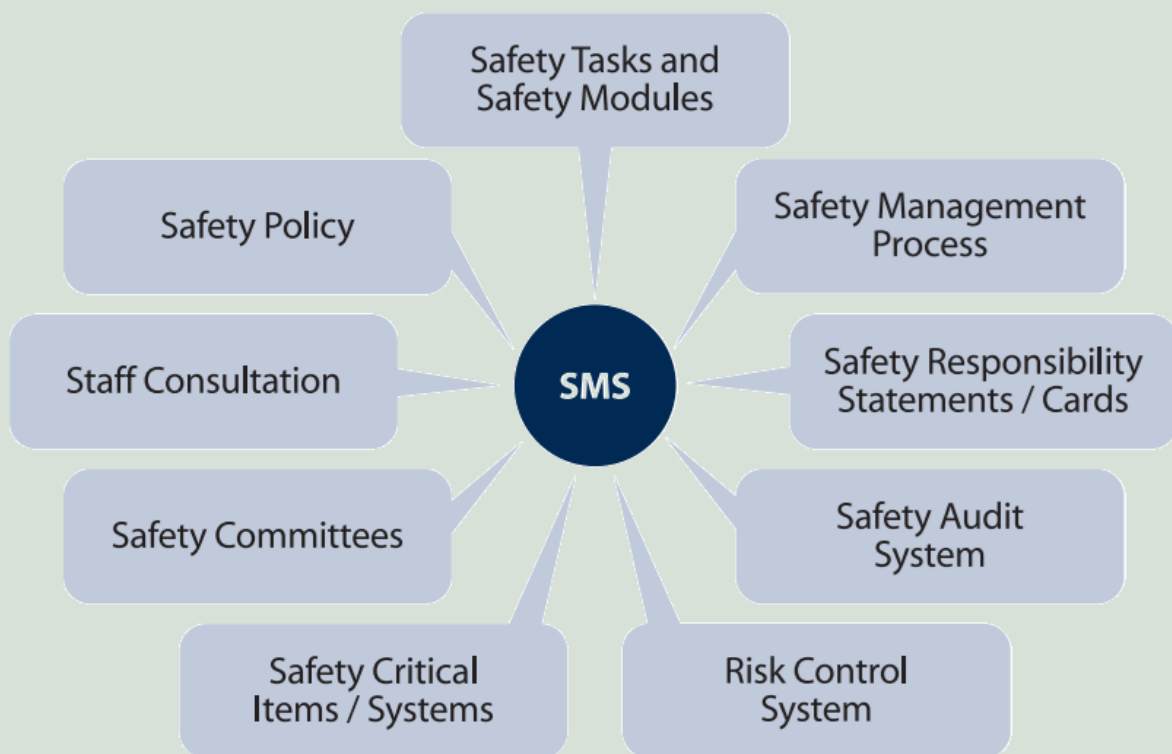 Safety Tasks and
Safety Modules
Safety Management
Process
Safety Responsibility
Statements / Cards
Safety Audit
System
Risk Control
System
Safety Critical
Items / Systems
Safety Committees
Staff Consultation
Safety Policy
SMS